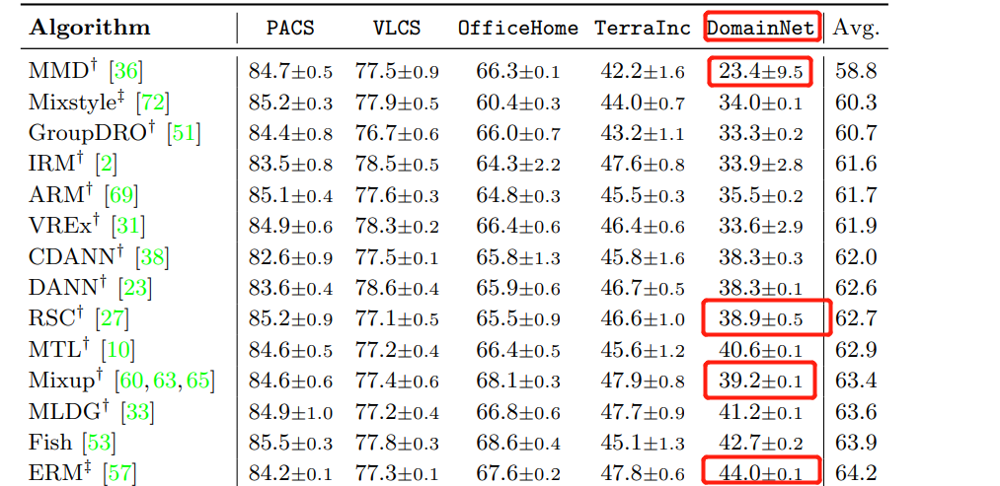 Algorithm PACS VLCS OfficeHome TerraInc DomainNet Avg.
MMD† [36] 84.7±0.5 77.5±0.9 66.3±0.1 42.2±1.6 23.4±9.5 58.8
Mixstyle‡ [72] 85.2±0.3 77.9±0.5 60.4±0.3 44.0±0.7 34.0±0.1 60.3
GroupDRO† [51] 84.4±0.8 76.7±0.6 66.0±0.7 43.2±1.1 33.3±0.2 60.7
IRM† [2] 83.5±0.8 78.5±0.5 64.3±2.2 47.6±0.8 33.9±2.8 61.6
ARM† [69] 85.1±0.4 77.6±0.3 64.8±0.3 45.5±0.3 35.5±0.2 61.7
VREx† [31] 84.9±0.6 78.3±0.2 66.4±0.6 46.4±0.6 33.6±2.9 61.9
CDANN† [38] 82.6±0.9 77.5±0.1 65.8±1.3 45.8±1.6 38.3±0.3 62.0
DANN† [23] 83.6±0.4 78.6±0.4 65.9±0.6 46.7±0.5 38.3±0.1 62.6
RSC† [27] 85.2±0.9 77.1±0.5 65.5±0.9 46.6±1.0 38.9±0.5 62.7
MTL† [10] 84.6±0.5 77.2±0.4 66.4±0.5 45.6±1.2 40.6±0.1 62.9
Mixup† [60, 63, 65] 84.6±0.6 77.4±0.6 68.1±0.3 47.9±0.8 39.2±0.1 63.4
MLDG† [33] 84.9±1.0 77.2±0.4 66.8±0.6 47.7±0.9 41.2±0.1 63.6
Fish [53] 85.5±0.3 77.8±0.3 68.6±0.4 45.1±1.3 42.7±0.2 63.9
ERM‡ [57] 84.2±0.1 77.3±0.1 67.6±0.2 47.8±0.6 44.0±0.1 64.2